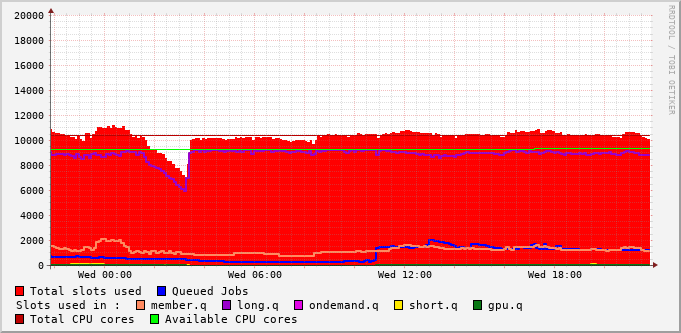 20000
18000
16000
14000
12000
10000
8000
6000
4000
2000
0
Wed 00:00 Wed 06:00 Wed 12:00 Wed 18:00
RRDTOOL / TOBI OETIKER
Total slots used Queued Jobs
Slots used in : member.q long.q ondemand.q short.q gpu.q
Total CPU cores Available CPU cores